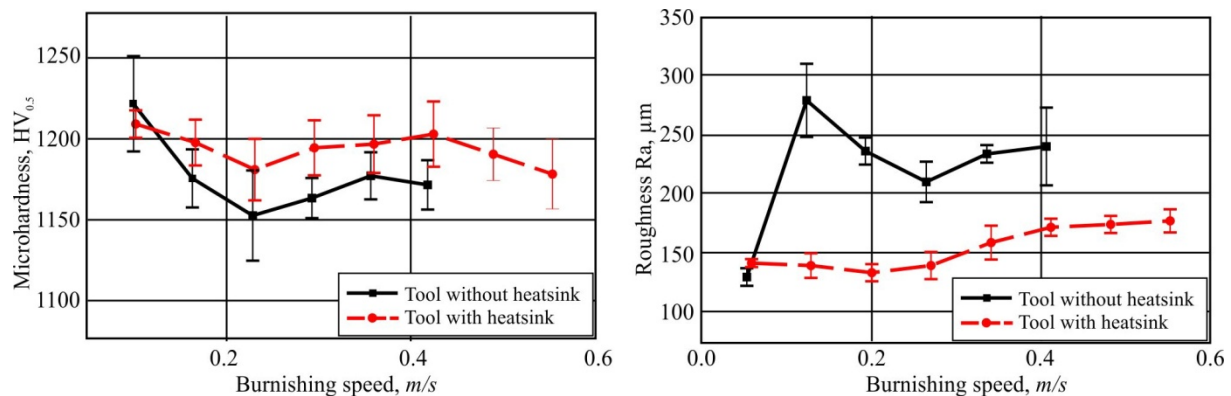 1250
1200
1150
1100
Microhardness, HV0.5
Tool without heatsink
Tool with heatsink
0.2
0.4
0.6
Burnishing speed, m/s
350
300
250
200
150
100
Roughness Ra, µm
Tool without heatsink
Tool with heatsink
0.0
0.2
0.4
0.6
Burnishing speed, m/s